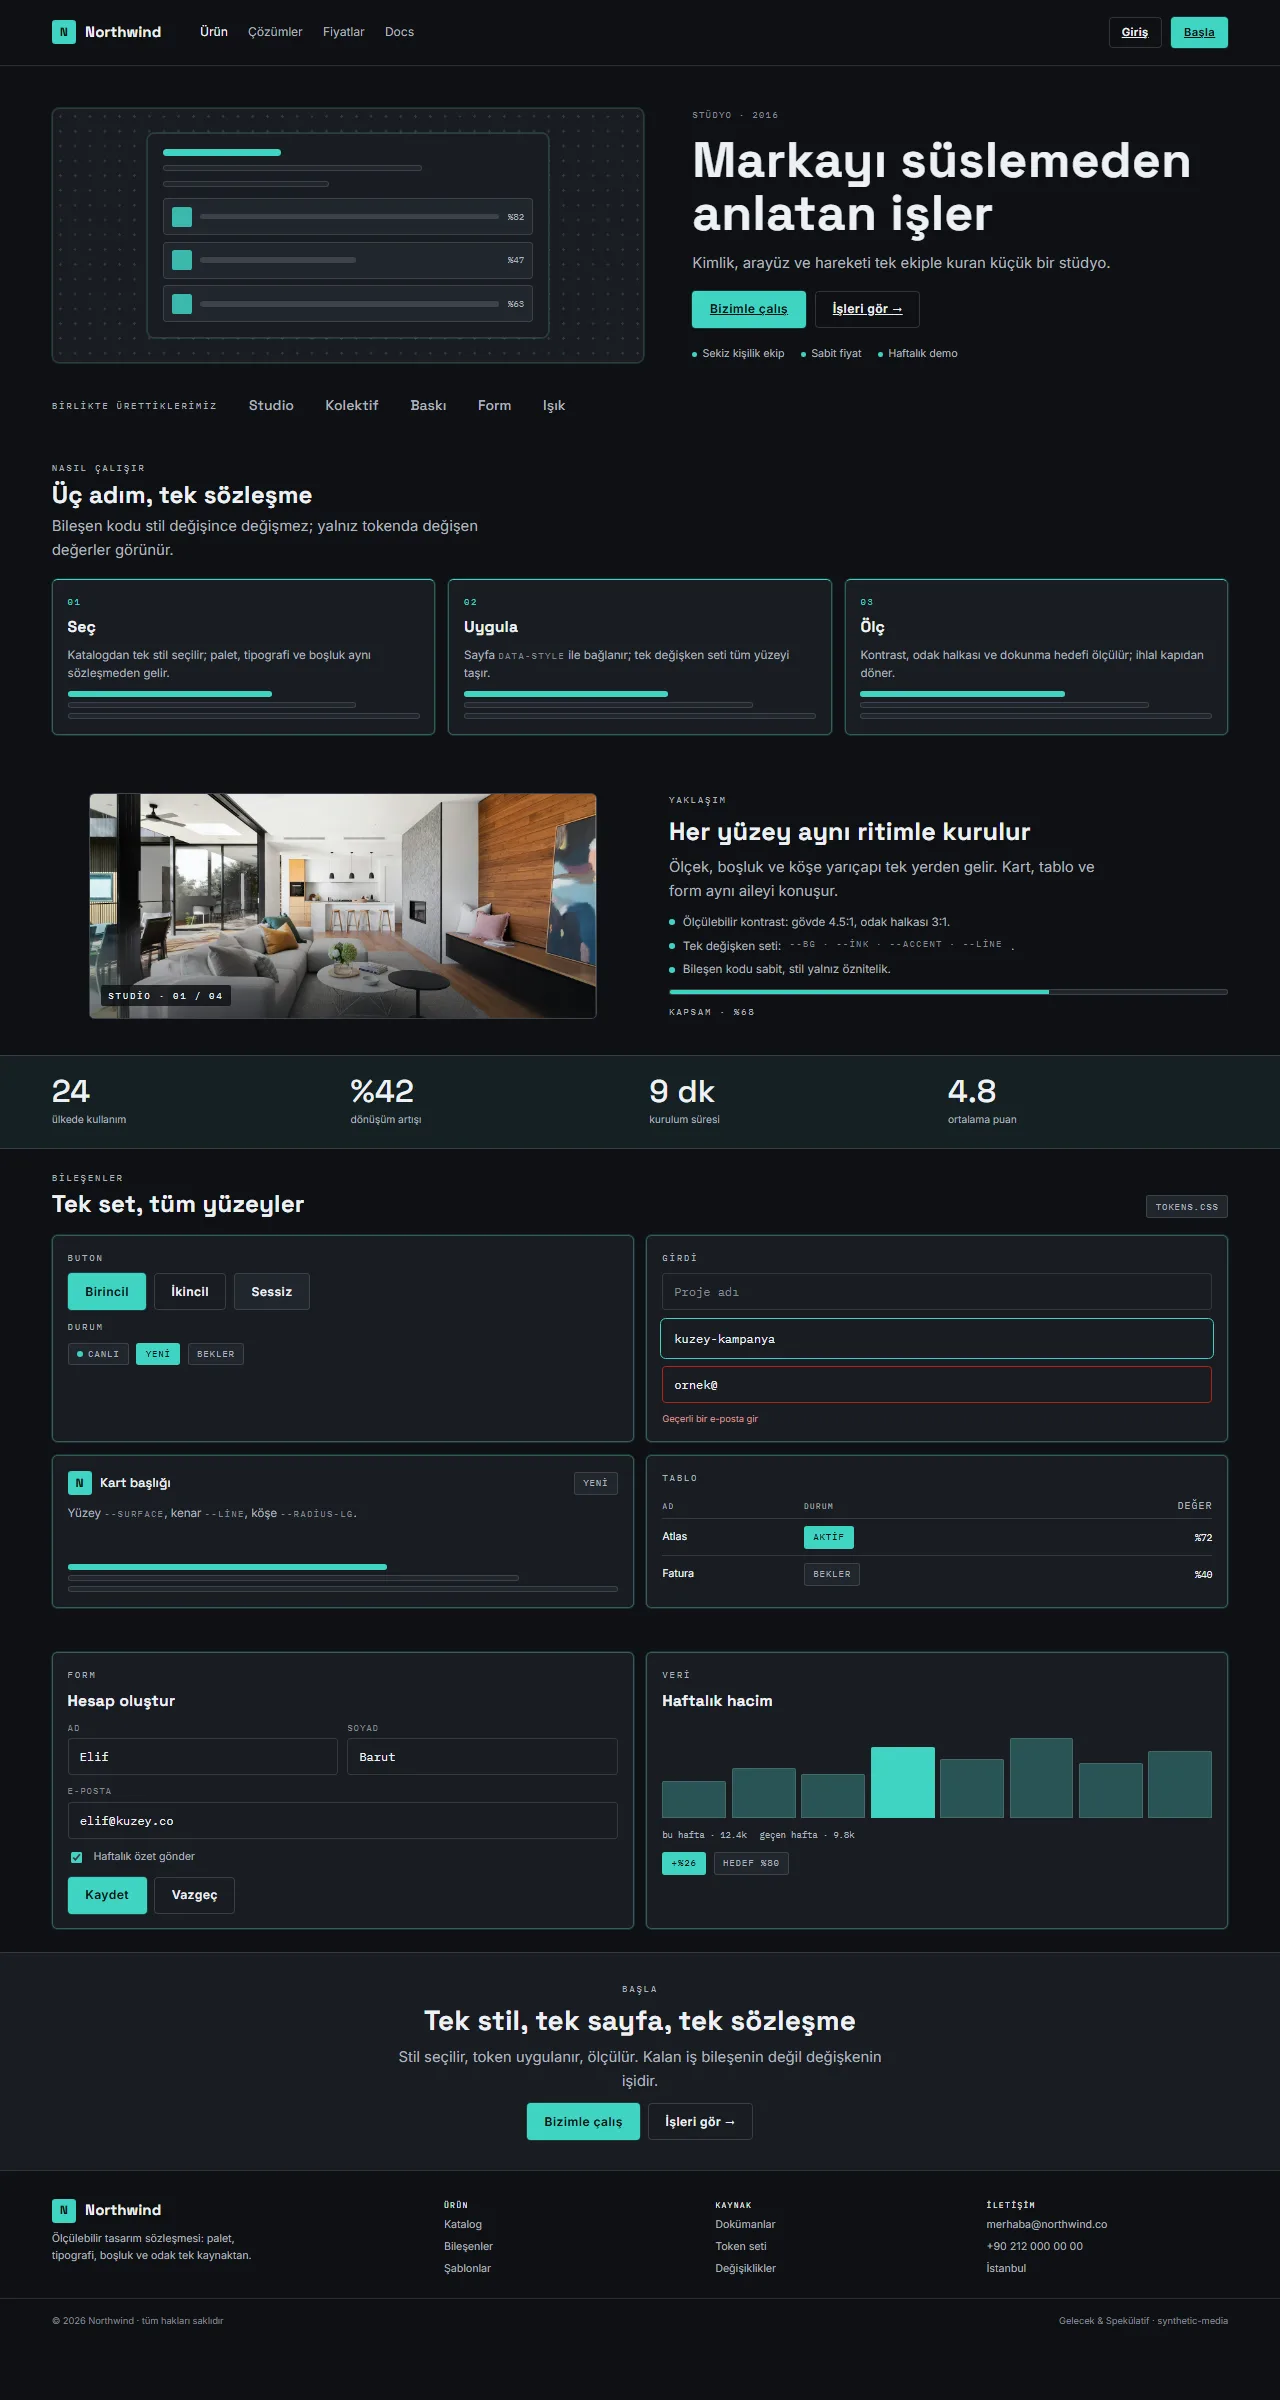 N Northwind Ürün Çözümler Fiyatlar Docs Giriş Başla
%82
%47
%63
STÜDYO · 2016
Markayı süslemeden
anlatan işler
Kimlik, arayüz ve hareketi tek ekiple kuran küçük bir stüdyo.
Bizimle çalış İşleri gör →
Sekiz kişilik ekip Sabit fiyat Haftalık demo
BİRLİKTE ÜRETTİKLERİMİZ Studio Kolektif Baskı Form Işık
NASIL ÇALIŞIR
Üç adım, tek sözleşme
Bileşen kodu stil değişince değişmez; yalnız tokenda değişen
değerler görünür.
01
Seç
Katalogdan tek stil seçilir; palet, tipografi ve boşluk aynı
sözleşmeden gelir.
02
Uygula
Sayfa DATA-STYLE ile bağlanır; tek değişken seti tüm yüzeyi
taşır.
03
Ölç
Kontrast, odak halkası ve dokunma hedefi ölçülür; ihlal kapıdan
döner.
STUDİO · 01 / 04
YAKLAŞIM
Her yüzey aynı ritimle kurulur
Ölçek, boşluk ve köşe yarıçapı tek yerden gelir. Kart, tablo ve
form aynı aileyi konuşur.
Ölçülebilir kontrast: gövde 4.5:1, odak halkası 3:1.
Tek değişken seti: --BG · --İNK · --ACCENT · --LİNE .
Bileşen kodu sabit, stil yalnız öznitelik.
KAPSAM · %68
24
ülkede kullanım
%42
dönüşüm artışı
9 dk
kurulum süresi
4.8
ortalama puan
BİLEŞENLER
Tek set, tüm yüzeyler
TOKENS.CSS
BUTON
Birincil İkincil Sessiz
DURUM
CANLI YENİ BEKLER
GİRDİ
Proje adı
kuzey-kampanya
ornek@
Geçerli bir e-posta gir
N Kart başlığı YENİ
Yüzey --SURFACE, kenar --LİNE, köşe --RADİUS-LG.
TABLO
AD DURUM DEĞER
Atlas AKTİF %72
Fatura BEKLER %40
FORM
Hesap oluştur
AD SOYAD
Elif Barut
E-POSTA
elif@kuzey.co
Haftalık özet gönder
Kaydet Vazgeç
VERİ
Haftalık hacim
bu hafta · 12.4k geçen hafta · 9.8k
+%26 HEDEF %80
BAŞLA
Tek stil, tek sayfa, tek sözleşme
Stil seçilir, token uygulanır, ölçülür. Kalan iş bileşenin değil değişkenin
işidir.
Bizimle çalış İşleri gör →
N Northwind
Ölçülebilir tasarım sözleşmesi: palet,
tipografi, boşluk ve odak tek kaynaktan.
ÜRÜN
Katalog
Bileşenler
Şablonlar
KAYNAK
Dokümanlar
Token seti
Değişiklikler
İLETİŞİM
merhaba@northwind.co
+90 212 000 00 00
İstanbul
© 2026 Northwind · tüm hakları saklıdır
Gelecek & Spekülatif · synthetic-media